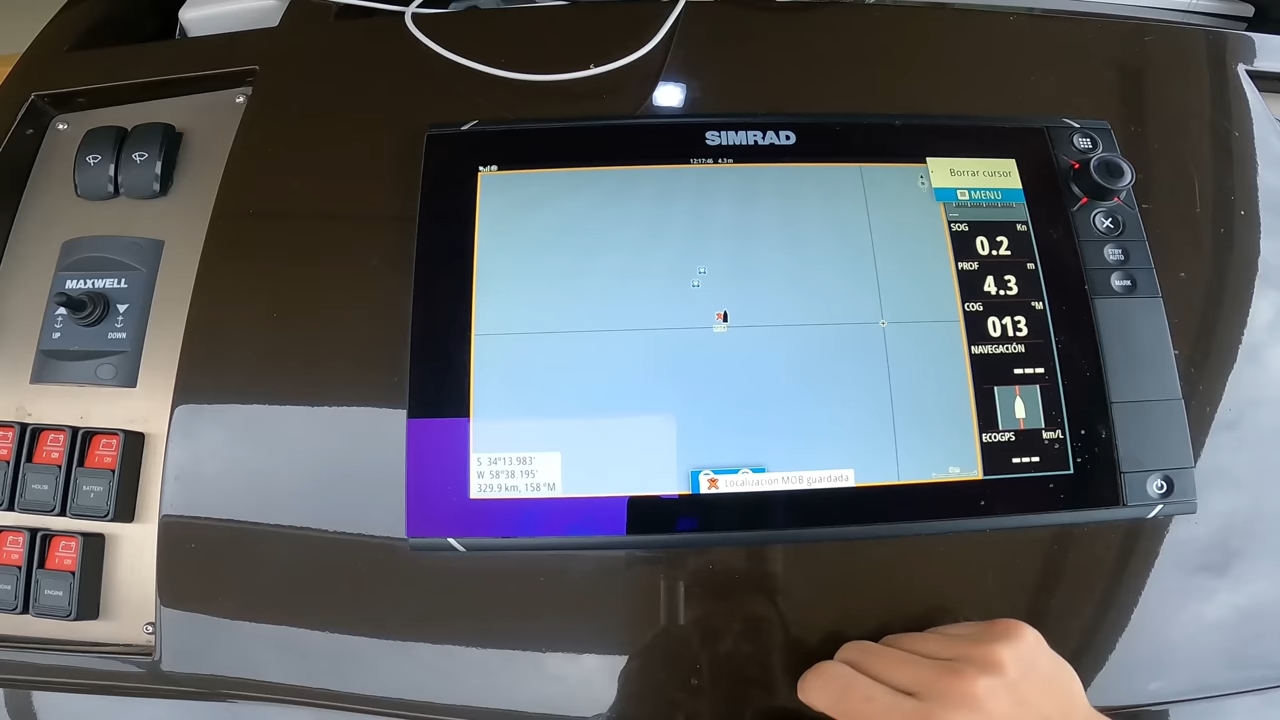 SIMRAD
12:17:46 4.3 m
Borrar cursor
MENU
SOG Kn
0.2
PROF m
4.3
COG °M
013
NAVEGACIÓN
---
ECOGPS km/L
---
S 34°13.983'
W 58°38.195'
329.9 km, 158 °M
Localización MOB guardada
STBY
AUTO
MARK
MAXWELL
UP DOWN
HOUSE
BATTERY
ENGINE